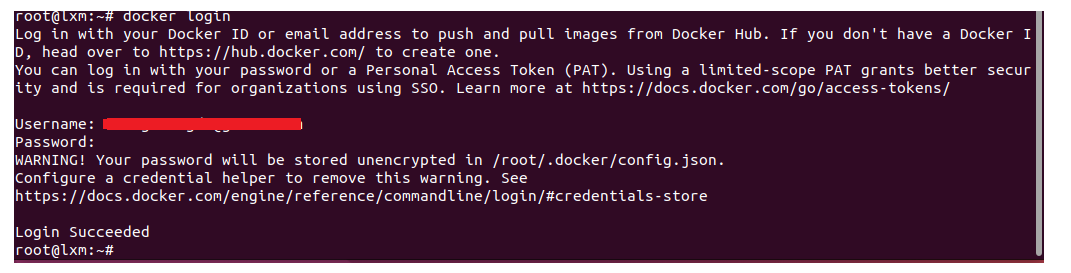 root@lxm:~# docker login
Log in with your Docker ID or email address to push and pull images from Docker Hub. If you don't have a Docker I
D, head over to https://hub.docker.com/ to create one.
You can log in with your password or a Personal Access Token (PAT). Using a limited-scope PAT grants better secur
ity and is required for organizations using SSO. Learn more at https://docs.docker.com/go/access-tokens/
Username:
Password:
WARNING! Your password will be stored unencrypted in /root/.docker/config.json.
Configure a credential helper to remove this warning. See
https://docs.docker.com/engine/reference/commandline/login/#credentials-store
Login Succeeded
root@lxm:~#